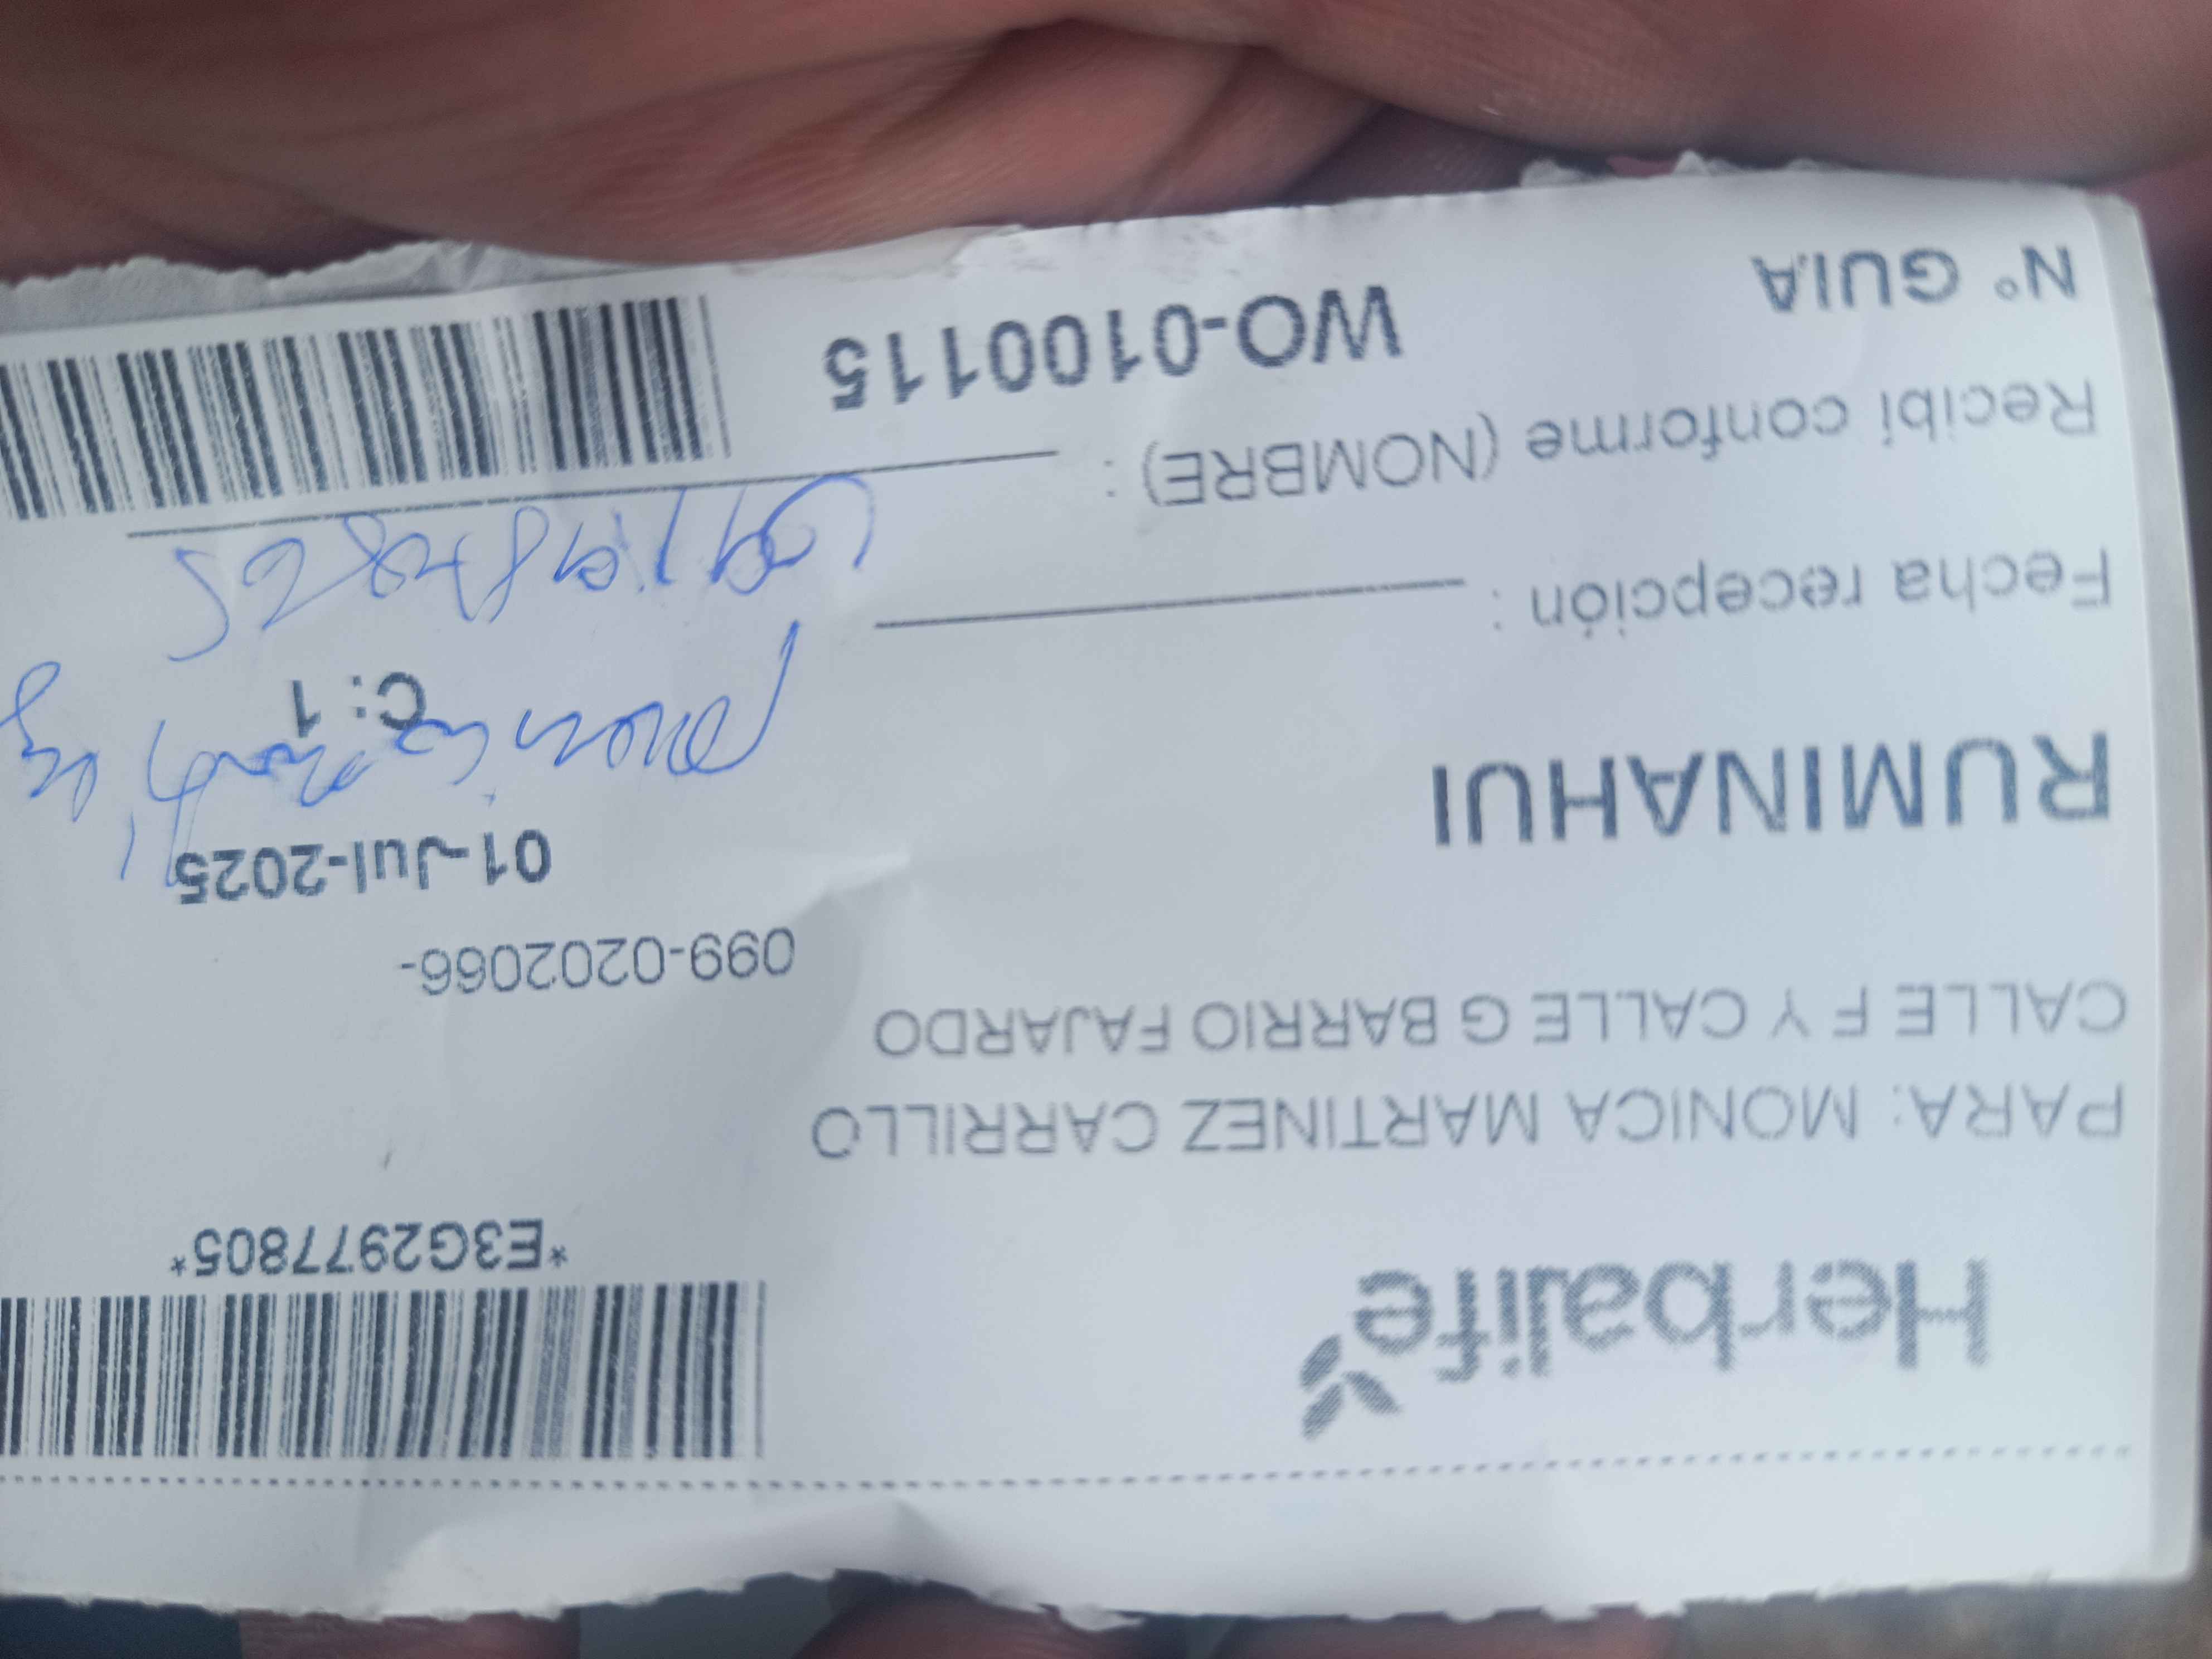 Herbalife
*E3G2977805*
PARA: MONICA MARTINEZ CARRILLO
CALLE F Y CALLE G BARRIO FAJARDO
099-0202066-
RUMINAHUI
01-Jul-2025
C: 1
Fecha recepción :
Recibí conforme (NOMBRE) :
N° GUIA
WO-0100115